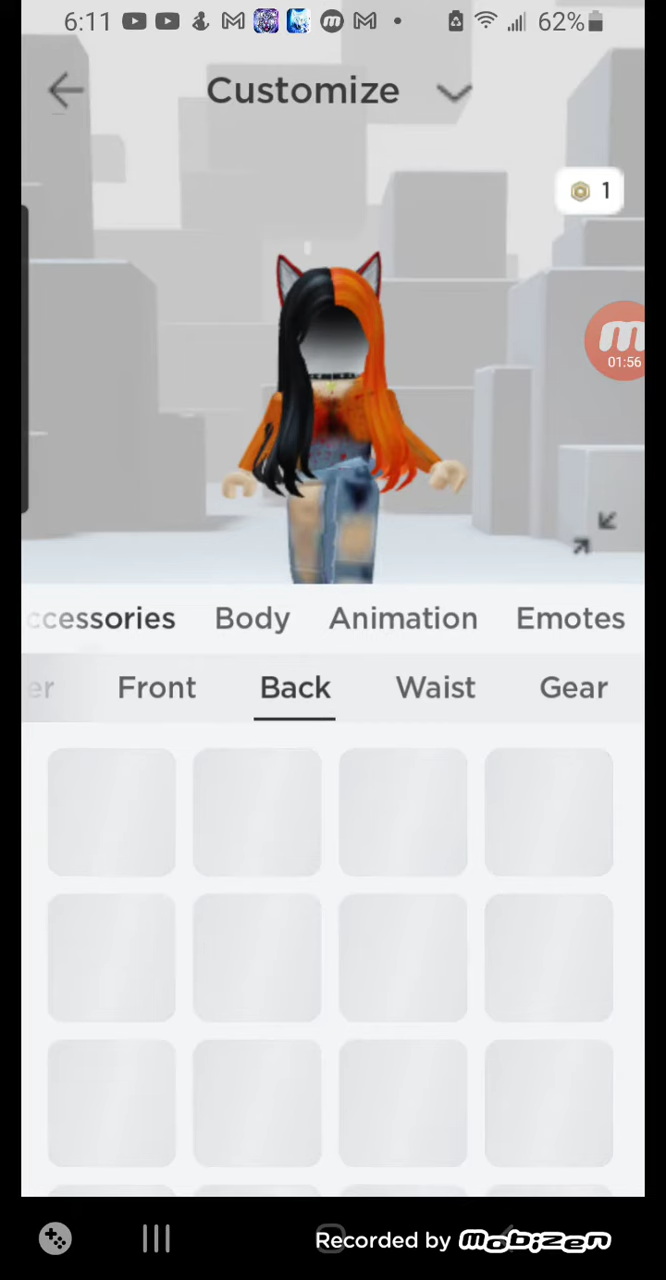 6:11 62%
Customize
1
01:56
ccessories Body Animation Emotes
er Front Back Waist Gear
Recorded by Mobizen